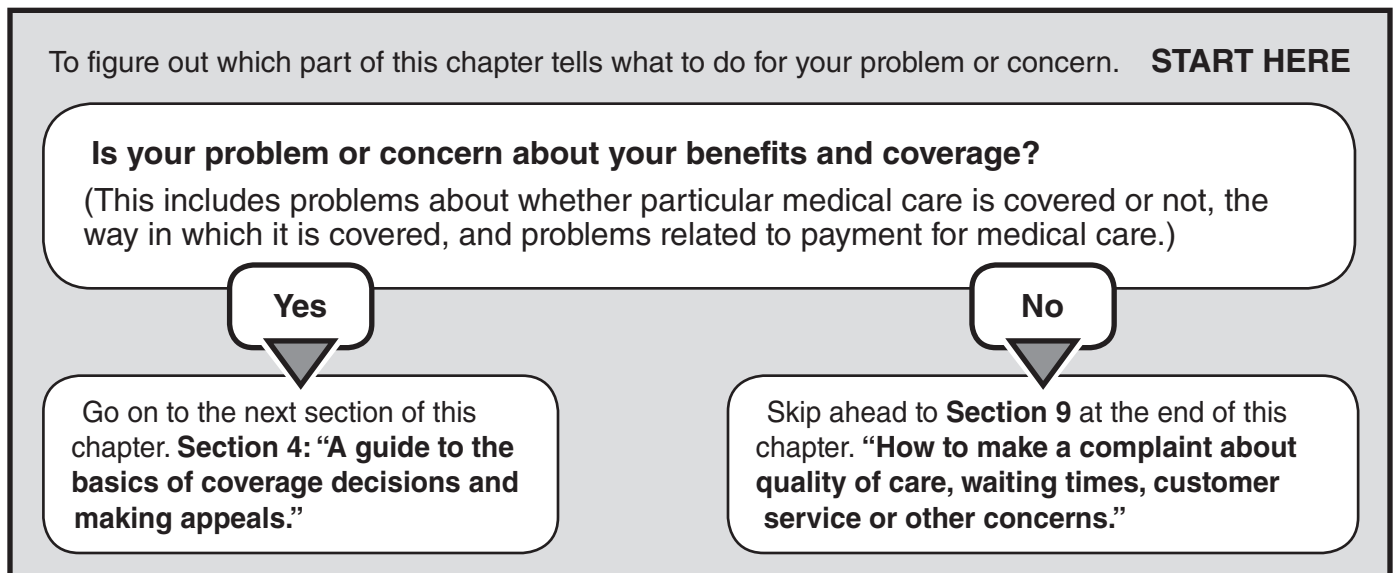 To figure out which part of this chapter tells what to do for your problem or concern. START HERE
Is your problem or concern about your benefits and coverage?
(This includes problems about whether particular medical care is covered or not, the
way in which it is covered, and problems related to payment for medical care.)
Yes
No
Go on to the next section of this
chapter. Section 4: “A guide to the
basics of coverage decisions and
making appeals.”
Skip ahead to Section 9 at the end of this
chapter. “How to make a complaint about
quality of care, waiting times, customer
service or other concerns.”